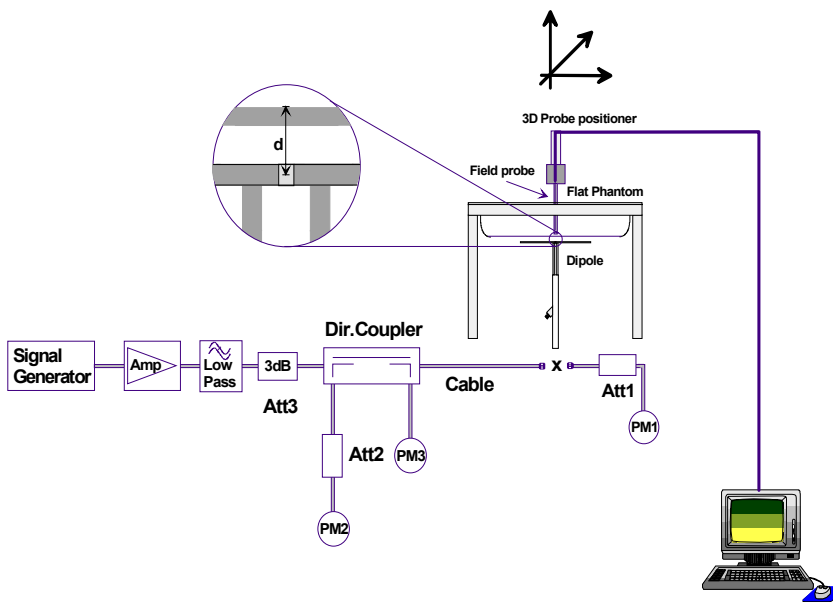 3D Probe positioner
d
Field probe
Flat Phantom
Dipole
Dir.Coupler
Signal
Generator
Amp
Low
Pass
3dB
Att3
Cable
x
Att1
PM1
Att2
PM3
PM2